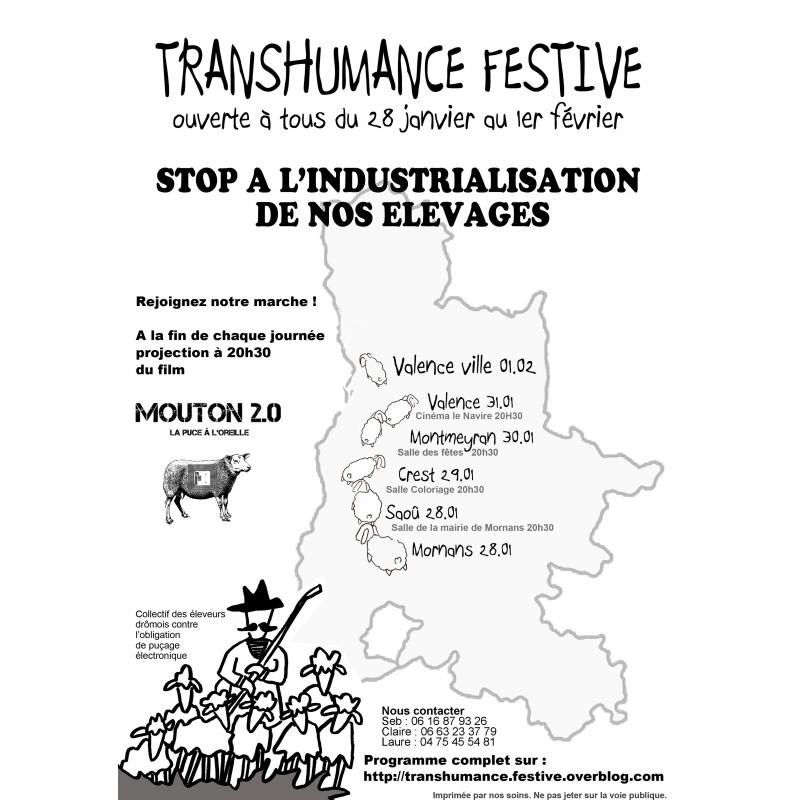 TRANSHUMANCE FESTIVE
ouverte à tous du 28 janvier au 1er février
STOP A L'INDUSTRIALISATION
DE NOS ELEVAGES
Rejoignez notre marche !
A la fin de chaque journée
projection à 20h30
du film
MOUTON 2.0
LA PUCE À L'OREILLE
Valence ville 01.02
Valence 31.01
Cinéma le Navire 20H30
Montmeyran 30.01
Salle des fêtes 20h30
Crest 29.01
Salle Coloriage 20h30
Saoû 28.01
Salle de la mairie de Mornans 20h30
Mornans 28.01
Collectif des éleveurs
drômois contre
l'obligation
de puçage
électronique
Nous contacter
Seb : 06 16 87 93 26
Claire : 06 63 23 37 79
Laure : 04 75 45 54 81
Programme complet sur :
http://transhumance.festive.overblog.com
Imprimée par nos soins. Ne pas jeter sur la voie publique.